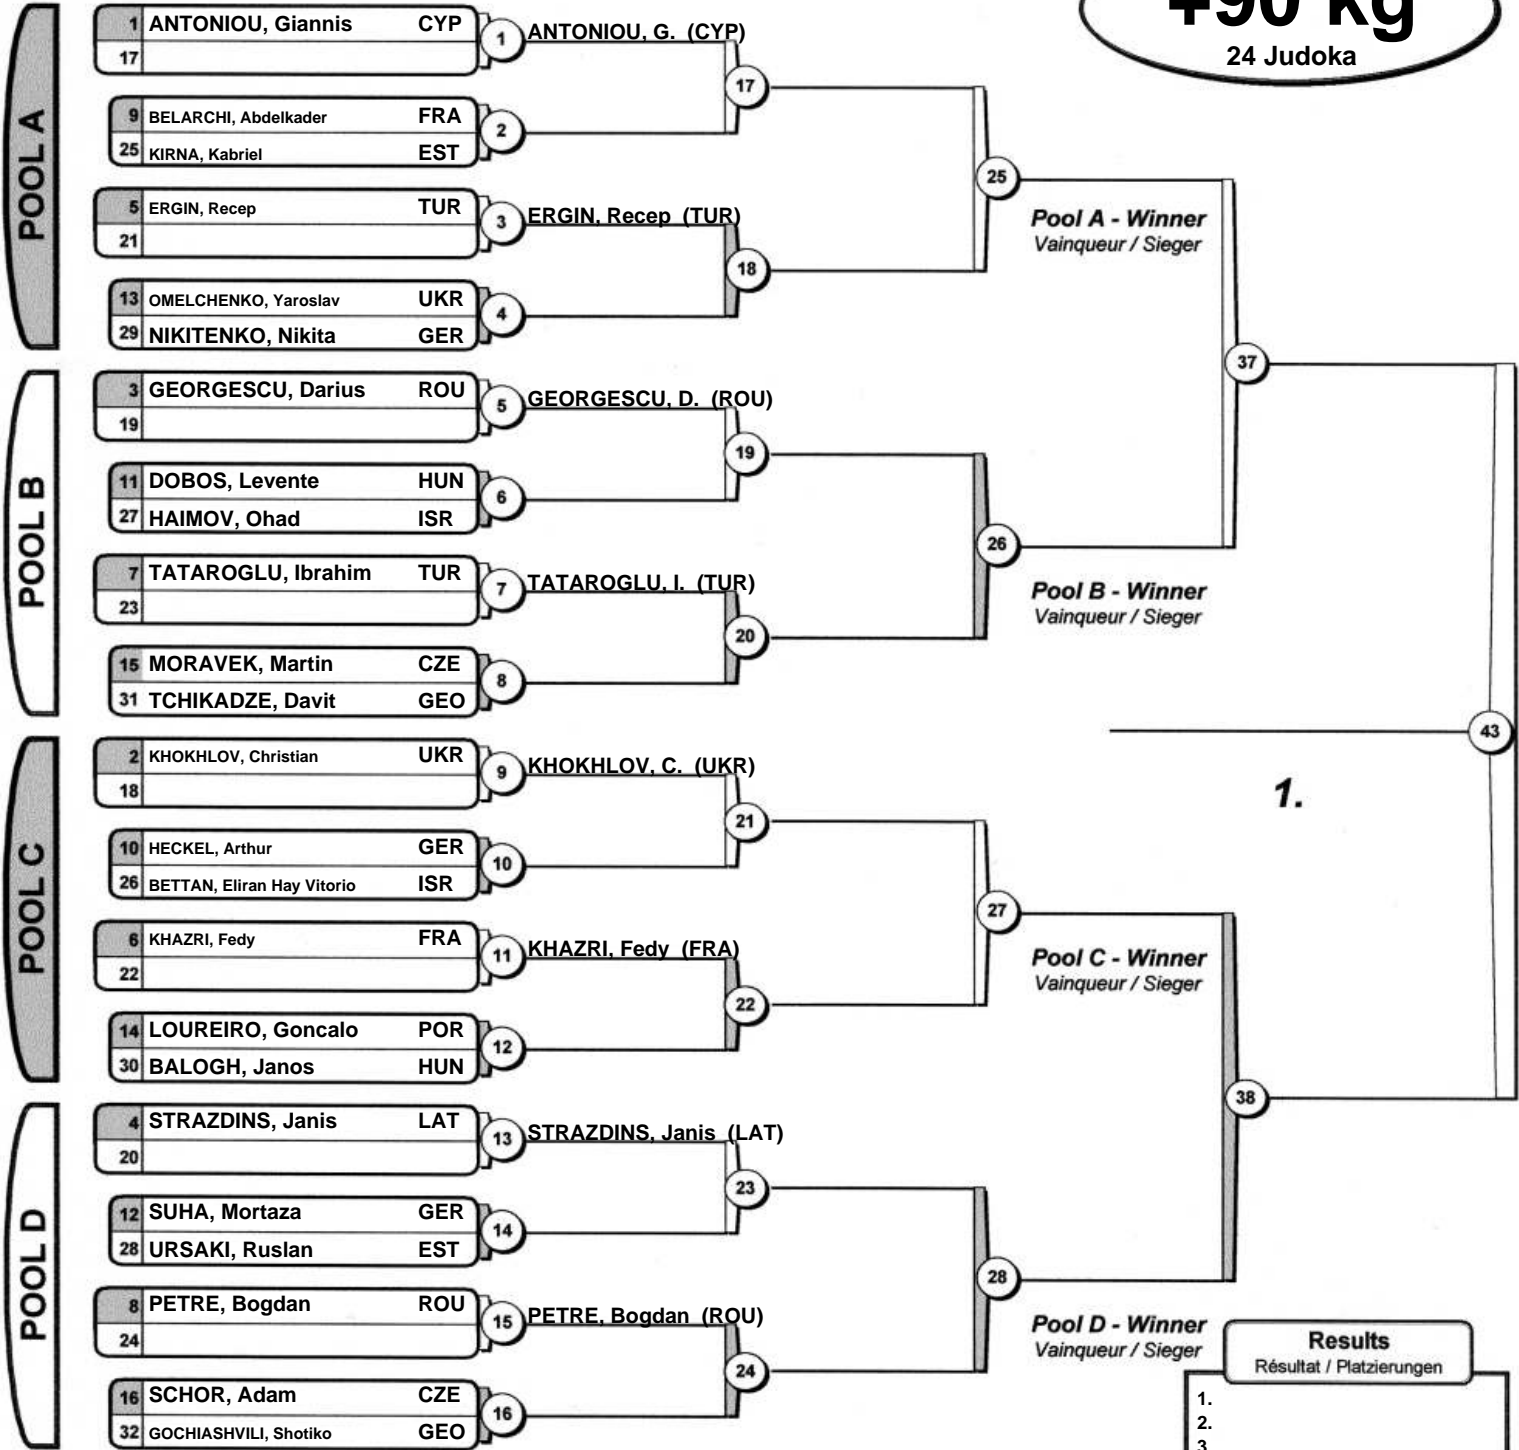 +90 kg
24 Judoka
POOL A
1 ANTONIOU, Giannis CYP
17
1 ANTONIOU, G. (CYP)
17
9 BELARCHI, Abdelkader FRA
25 KIRNA, Kabriel EST
2
25
5 ERGIN, Recep TUR
21
3 ERGIN, Recep (TUR)
18
13 OMELCHENKO, Yaroslav UKR
29 NIKITENKO, Nikita GER
4
Pool A - Winner
Vainqueur / Sieger
37
POOL B
3 GEORGESCU, Darius ROU
19
5 GEORGESCU, D. (ROU)
19
11 DOBOS, Levente HUN
27 HAIMOV, Ohad ISR
6
26
7 TATAROGLU, Ibrahim TUR
23
7 TATAROGLU, I. (TUR)
20
15 MORAVEK, Martin CZE
31 TCHIKADZE, Davit GEO
8
Pool B - Winner
Vainqueur / Sieger
43
1.
POOL C
2 KHOKHLOV, Christian UKR
18
9 KHOKHLOV, C. (UKR)
21
10 HECKEL, Arthur GER
26 BETTAN, Eliran Hay Vitorio ISR
10
27
6 KHAZRI, Fedy FRA
22
11 KHAZRI, Fedy (FRA)
22
14 LOUREIRO, Goncalo POR
30 BALOGH, Janos HUN
12
Pool C - Winner
Vainqueur / Sieger
38
POOL D
4 STRAZDINS, Janis LAT
20
13 STRAZDINS, Janis (LAT)
23
12 SUHA, Mortaza GER
28 URSAKI, Ruslan EST
14
28
8 PETRE, Bogdan ROU
24
15 PETRE, Bogdan (ROU)
24
16 SCHOR, Adam CZE
32 GOCHIASHVILI, Shotiko GEO
16
Pool D - Winner
Vainqueur / Sieger
Results
Résultat / Platzierungen
1.
2.
3